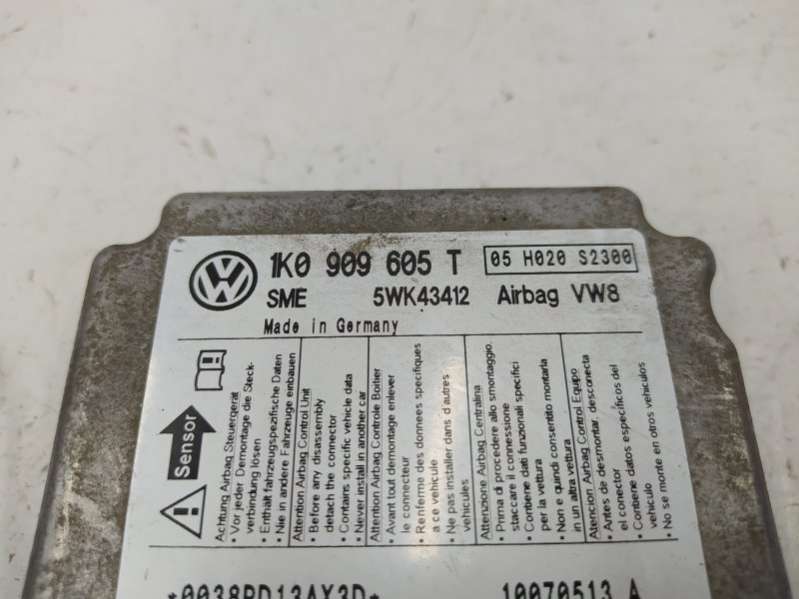 1K0 909 605 T
05 H020 S2300
SME 5WK43412 Airbag VW8
Made in Germany
Sensor
Achtung Airbag Steuergerät
• Vor jeder Demontage die Steck-
verbindung lösen
• Enthält fahrzeugspezifische Daten
• Nie in andere Fahrzeuge einbauen
Attention Airbag Control Unit
• Before any disassembly
detach the connector
• Contains specific vehicle data
• Never install in another car
Attention Airbag Controle Boitier
• Avant tout demontage enlever
le connecteur
• Renferme des donnees specifiques
a ce vehicule
• Ne pas installer dans d'autres
vehicules
Attenzione Airbag Centralina
• Prima di procedere allo smontaggio,
staccare il connessione
• Contiene dati funzionali specifici
per la vettura
• Non e quindi consentido montarla
in un altra vettura
Atencion Airbag Control Equipo
• Antes de desmontar, desconecta
el conector
• Contiene datos específicos del
vehículo
• No se monte en otros vehículos
*0038BD13AX3D*
10070513 A